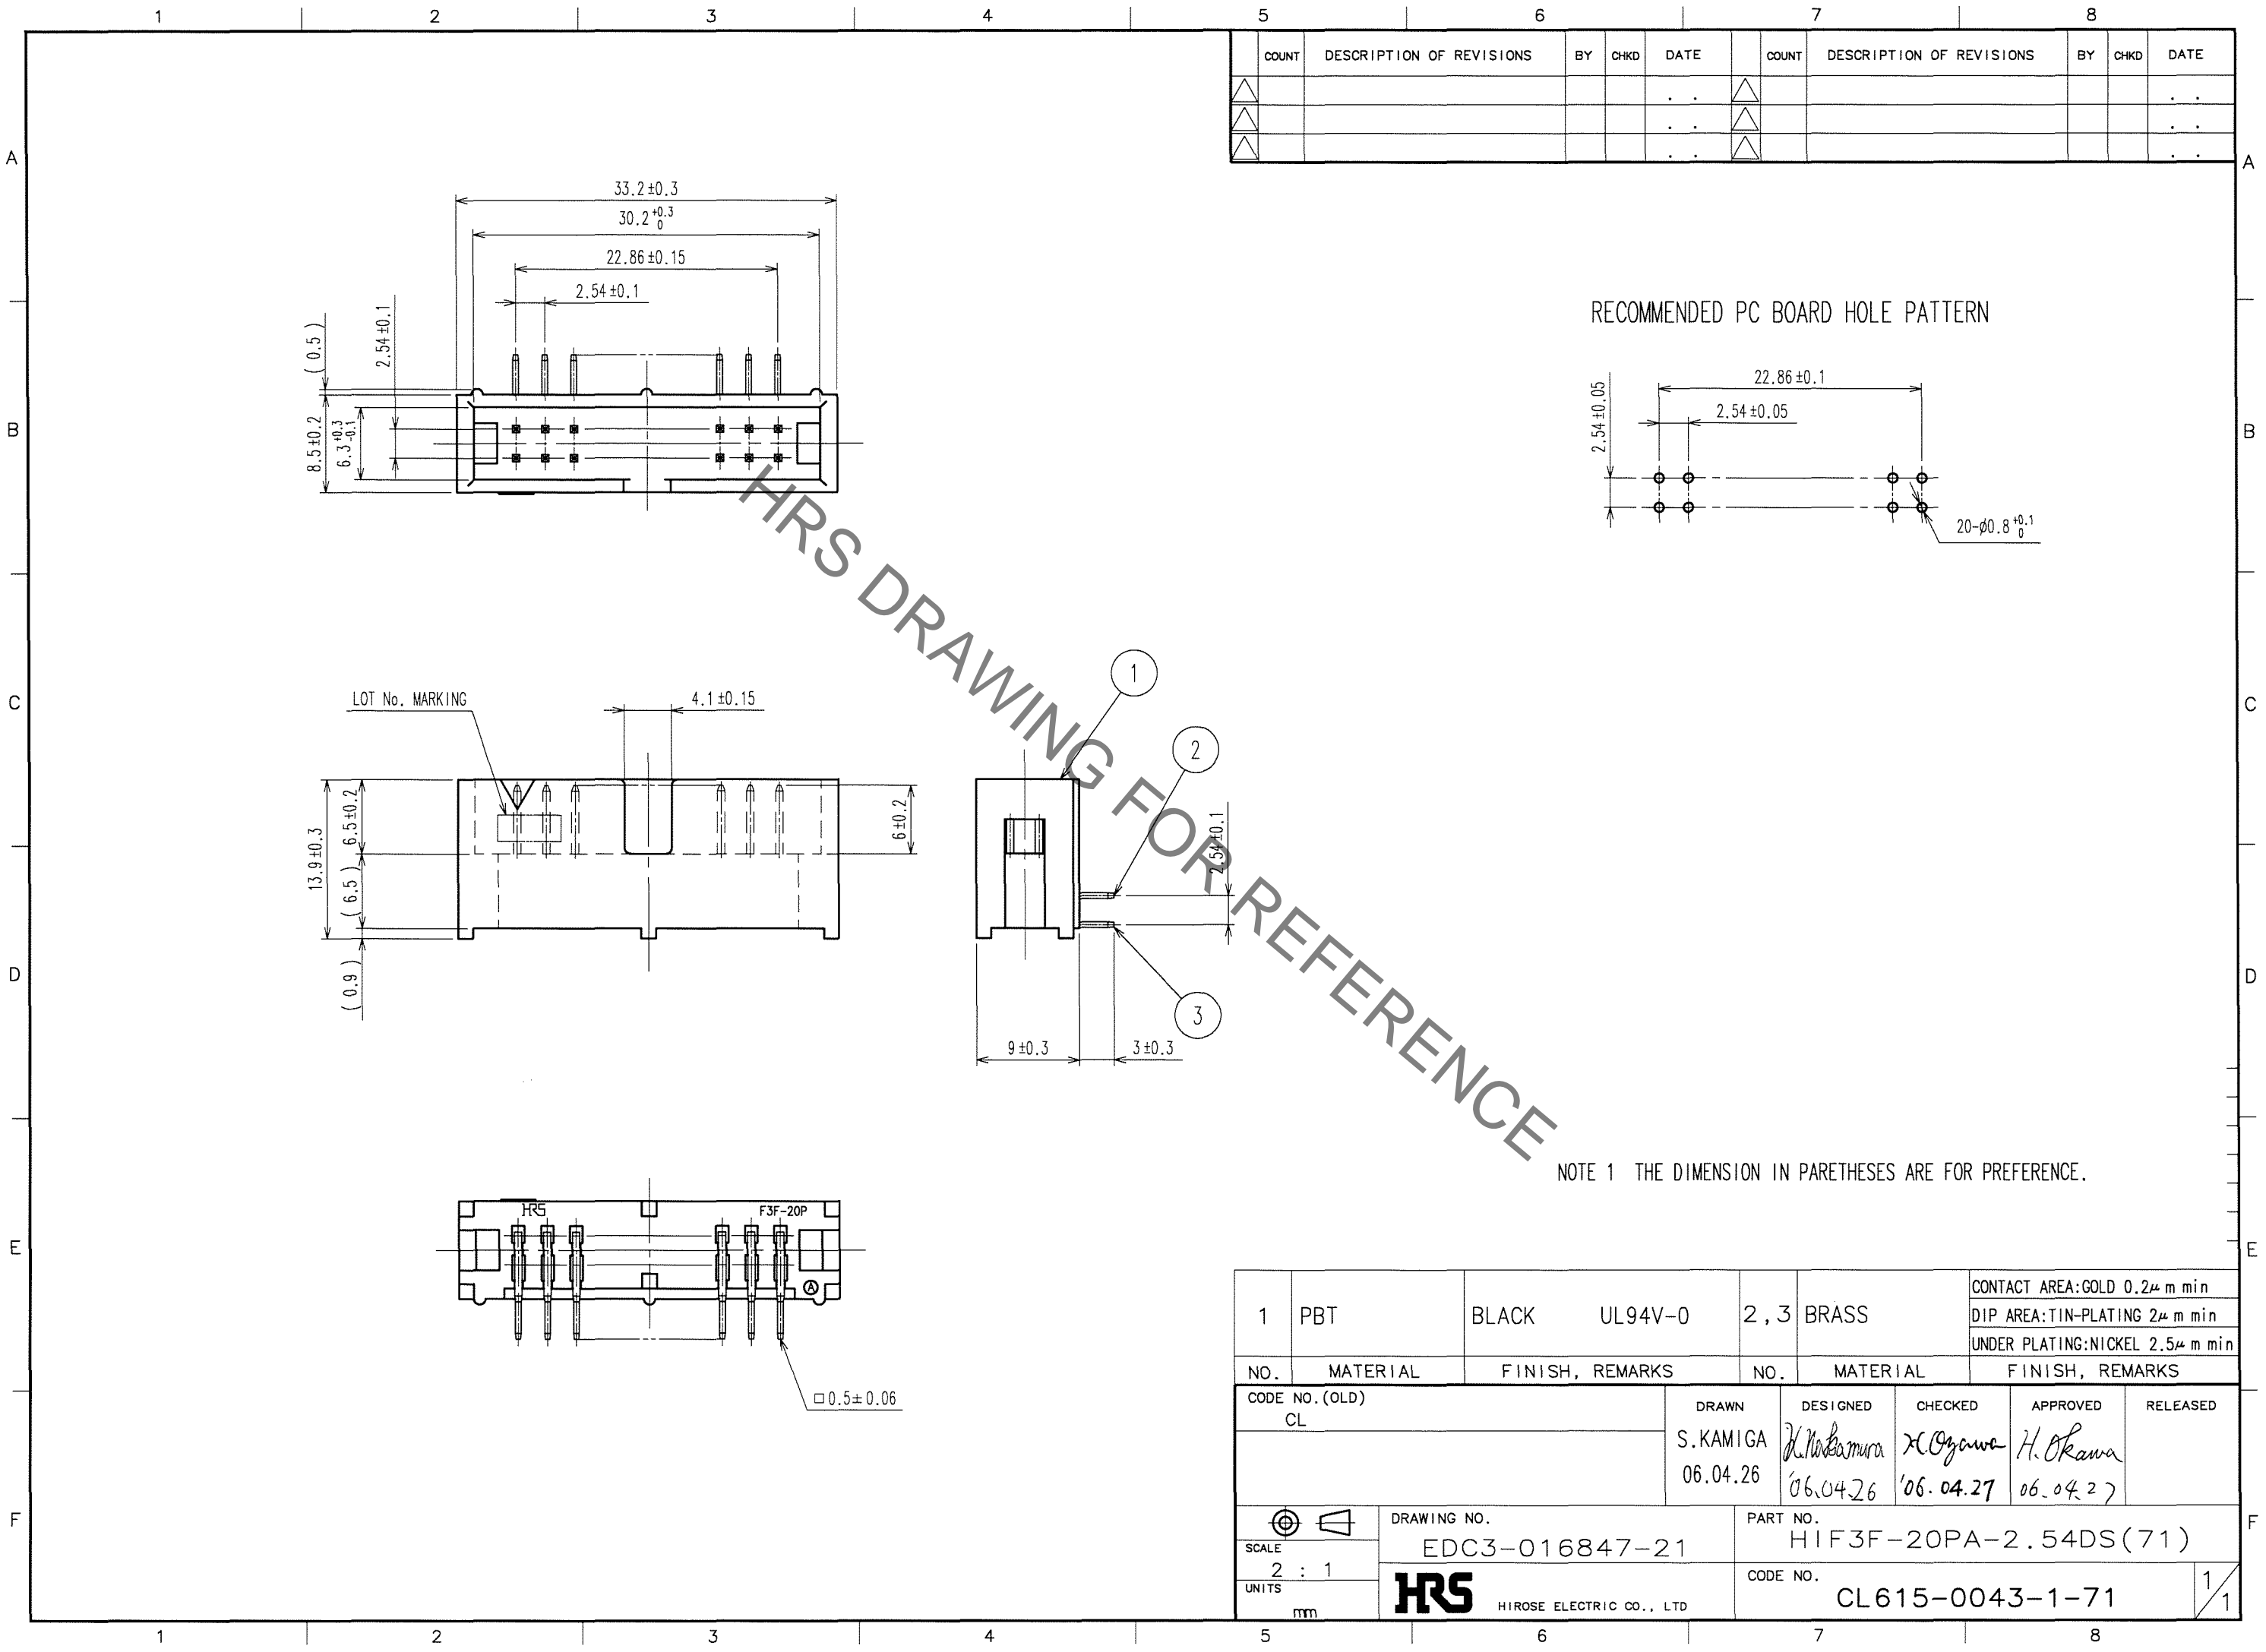 1 2 3 4 5 6 7 8
COUNT DESCRIPTION OF REVISIONS BY CHKD DATE COUNT DESCRIPTION OF REVISIONS BY CHKD DATE
. . . .
. . . .
. . . .
A A
33.2±0.3
30.2 +0.3 0
22.86±0.15
2.54±0.1
( 0.5 )
2.54±0.1
8.5±0.2
6.3 +0.3 -0.1
B B
RECOMMENDED PC BOARD HOLE PATTERN
22.86±0.1
2.54±0.05
2.54±0.05
20-ø0.8 +0.1 0
HRS DRAWING FOR REFERENCE
C C
LOT No. MARKING
4.1±0.15
1
2
3
13.9±0.3
6.5±0.2
( 6.5 )
( 0.9 )
6±0.2
2.54±0.1
9±0.3
3±0.3
D D
NOTE 1 THE DIMENSION IN PARETHESES ARE FOR PREFERENCE.
E E
HRS
F3F-20P
A
□0.5±0.06
1 PBT BLACK UL94V-0 2,3 BRASS
CONTACT AREA:GOLD 0.2μm min
DIP AREA:TIN-PLATING 2μm min
UNDER PLATING:NICKEL 2.5μm min
NO. MATERIAL FINISH, REMARKS NO. MATERIAL FINISH, REMARKS
CODE NO.(OLD)
CL
DRAWN DESIGNED CHECKED APPROVED RELEASED
S.KAMIGA K.Nakamura H.Ozawa H.Okawa
06.04.26 '06.04.26 '06.04.27 06.04.27
F F
SCALE
2 : 1
UNITS
mm
DRAWING NO.
EDC3-016847-21
PART NO.
HIF3F-20PA-2.54DS(71)
HRS HIROSE ELECTRIC CO., LTD
CODE NO.
CL615-0043-1-71
1/1
1 2 3 4 5 6 7 8